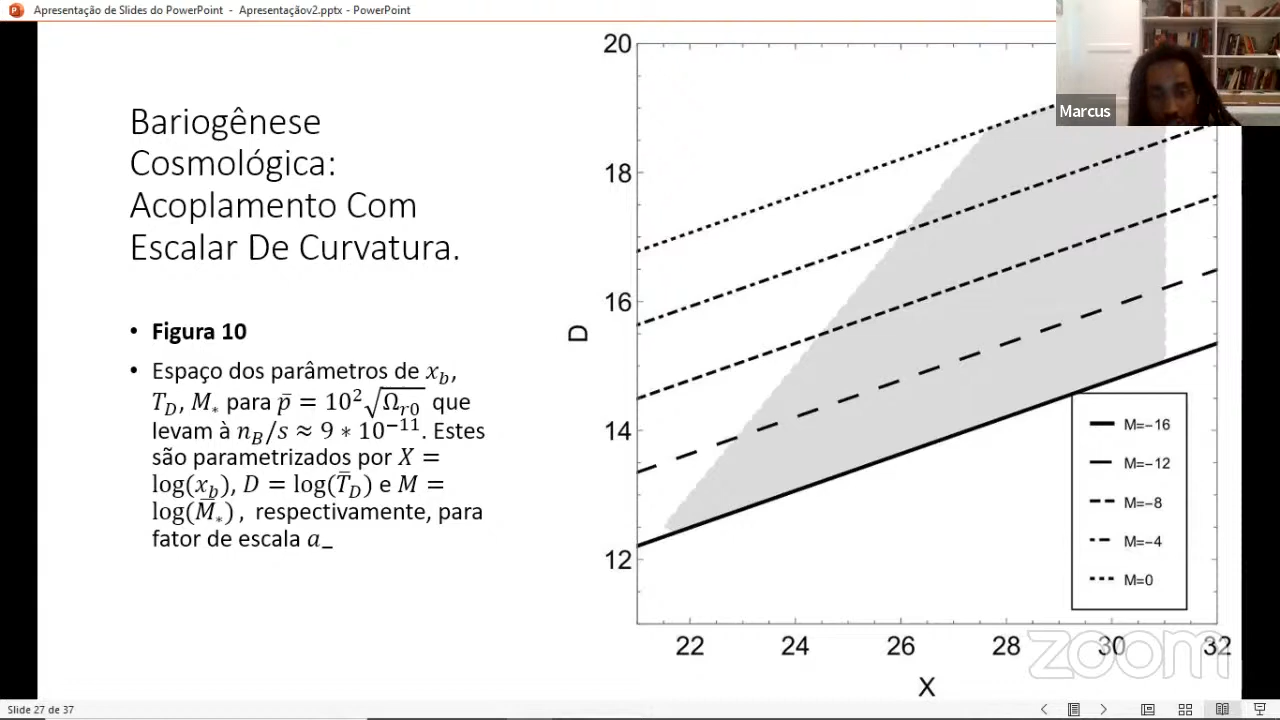 Apresentação de Slides do PowerPoint - Apresentaçãov2.pptx - PowerPoint
Marcus
Bariogênese
Cosmológica:
Acoplamento Com
Escalar De Curvatura.
• Figura 10
• Espaço dos parâmetros de x_b,
T_D, M_* para p̄ = 10²√Ω_r0 que
levam à n_B/s ≈ 9 * 10⁻¹¹. Estes
são parametrizados por X =
log(x_b), D = log(T̄_D) e M =
log(M̄_*), respectivamente, para
fator de escala a_
20
18
16
14
12
D
22 24 26 28 30 32
X
M=−16
M=−12
M=−8
M=−4
M=0
zoom
Slide 27 de 37